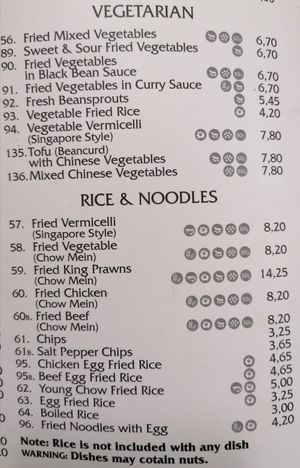 VEGETARIAN
56. Fried Mixed Vegetables 6,70
89. Sweet & Sour Fried Vegetables 6,70
90. Fried Vegetables
in Black Bean Sauce 6,70
91. Fried Vegetables in Curry Sauce 6,70
92. Fresh Beansprouts 5,45
93. Vegetable Fried Rice 4,20
94. Vegetable Vermicelli
(Singapore Style) 7,80
135. Tofu (Beancurd)
with Chinese Vegetables 7,80
136. Mixed Chinese Vegetables 7,80
RICE & NOODLES
57. Fried Vermicelli
(Singapore Style) 8,20
58. Fried Vegetable
(Chow Mein) 8,20
59. Fried King Prawns
(Chow Mein) 14,25
60. Fried Chicken
(Chow Mein) 8,20
60B. Fried Beef
(Chow Mein) 8,20
61. Chips 3,25
61B. Salt Pepper Chips 3,65
95. Chicken Egg Fried Rice 4,65
95B. Beef Egg Fried Rice 4,65
62. Young Chow Fried Rice 5,00
63. Egg Fried Rice 3,25
64. Boiled Rice 3,00
96. Fried Noodles with Egg 4,20
Note: Rice is not included with any dish
WARNING: Dishes may cotain nuts.